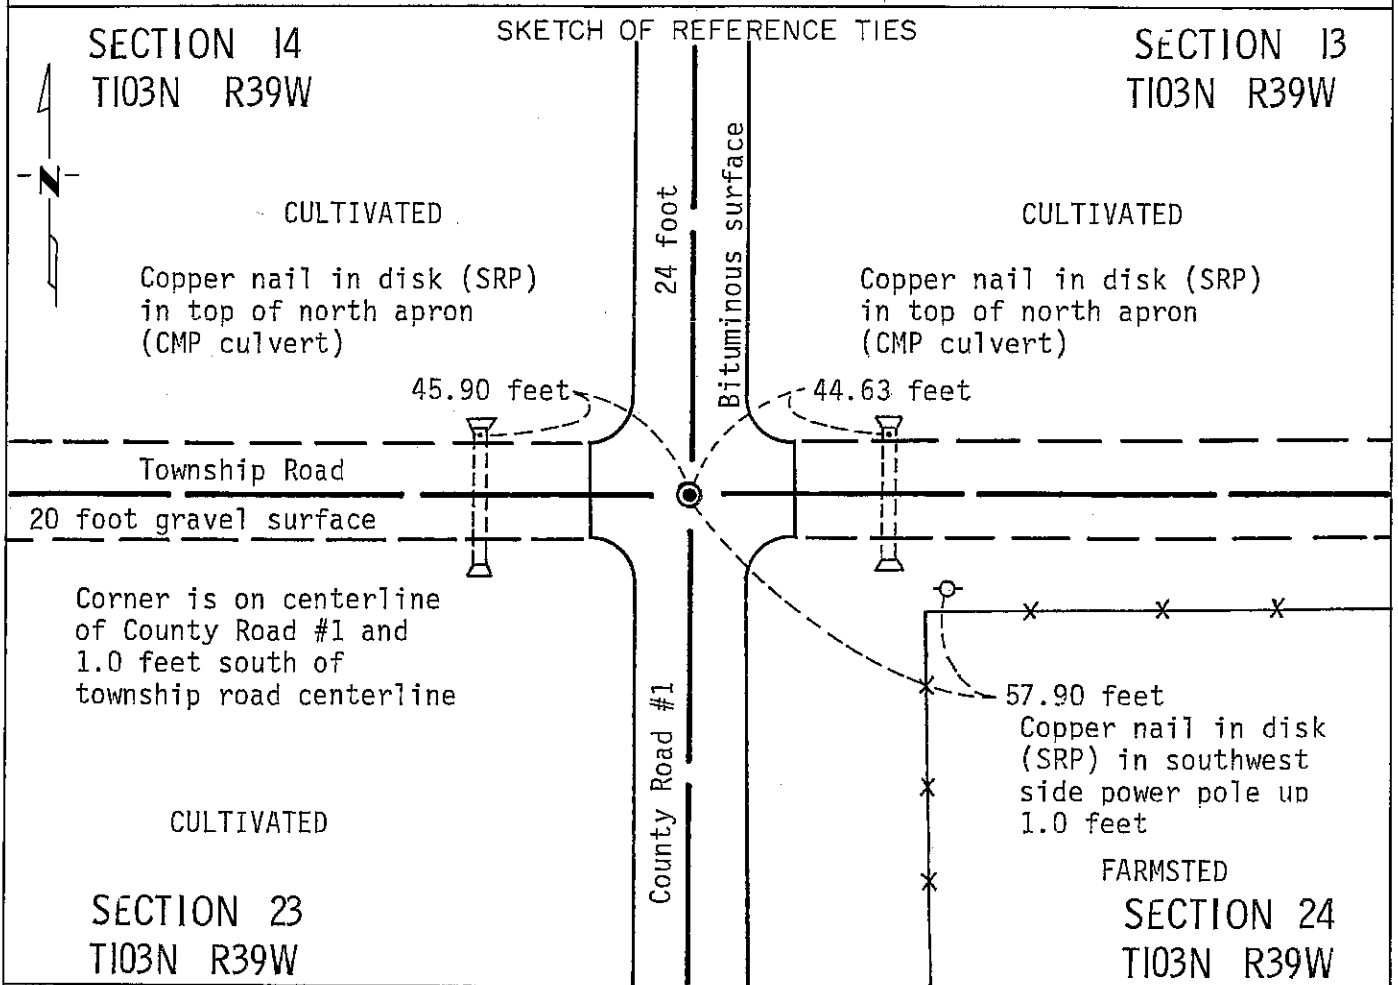 SKETCH OF REFERENCE TIES
SECTION 14
T103N R39W
SECTION 13
T103N R39W
N
CULTIVATED
CULTIVATED
24 foot
Bituminous surface
Copper nail in disk (SRP)
in top of north apron
(CMP culvert)
Copper nail in disk (SRP)
in top of north apron
(CMP culvert)
45.90 feet
44.63 feet
Township Road
20 foot gravel surface
Corner is on centerline
of County Road #1 and
1.0 feet south of
township road centerline
County Road #1
57.90 feet
Copper nail in disk
(SRP) in southwest
side power pole up
1.0 feet
CULTIVATED
FARMSTED
SECTION 23
T103N R39W
SECTION 24
T103N R39W